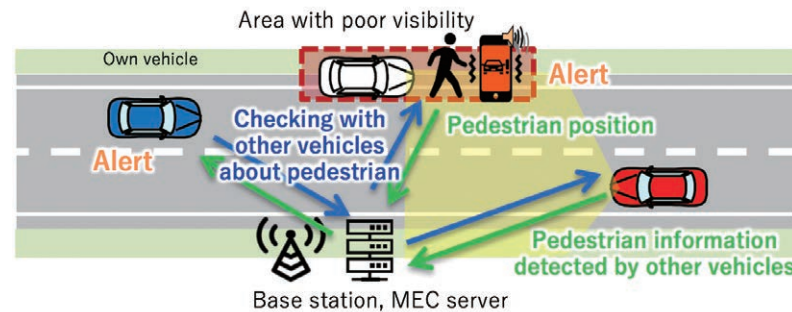 Area with poor visibility
Own vehicle
Alert
Checking with
other vehicles
about pedestrian
Pedestrian position
Alert
Pedestrian information
detected by other vehicles
Base station, MEC server